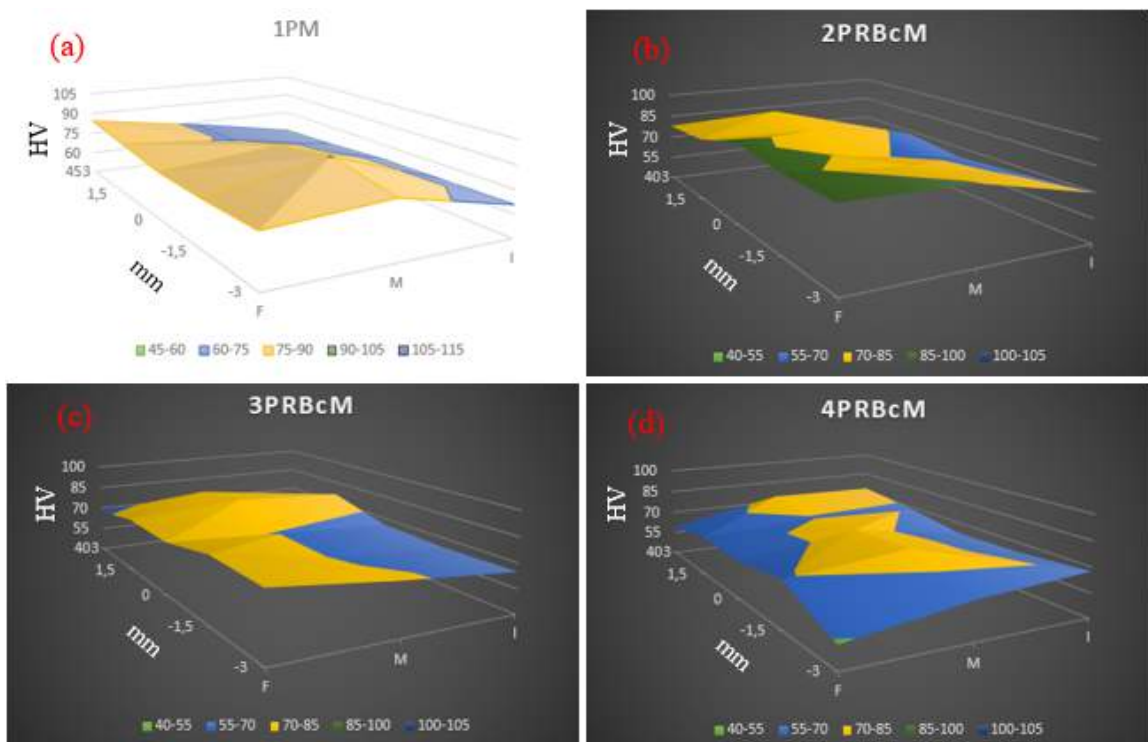 (a)
1PM
HV
105
90
75
60
453
1,5
0
-1,5
-3
mm
F
M
I
45-60 60-75 75-90 90-105 105-115
(b)
2PRBcM
HV
100
85
70
55
403
1,5
0
-1,5
-3
mm
F
M
I
40-55 55-70 70-85 85-100 100-105
(c)
3PRBcM
HV
100
85
70
55
403
1,5
0
-1,5
-3
mm
F
M
I
40-55 55-70 70-85 85-100 100-105
(d)
4PRBcM
HV
100
85
70
55
403
1,5
0
-1,5
-3
mm
F
M
I
40-55 55-70 70-85 85-100 100-105